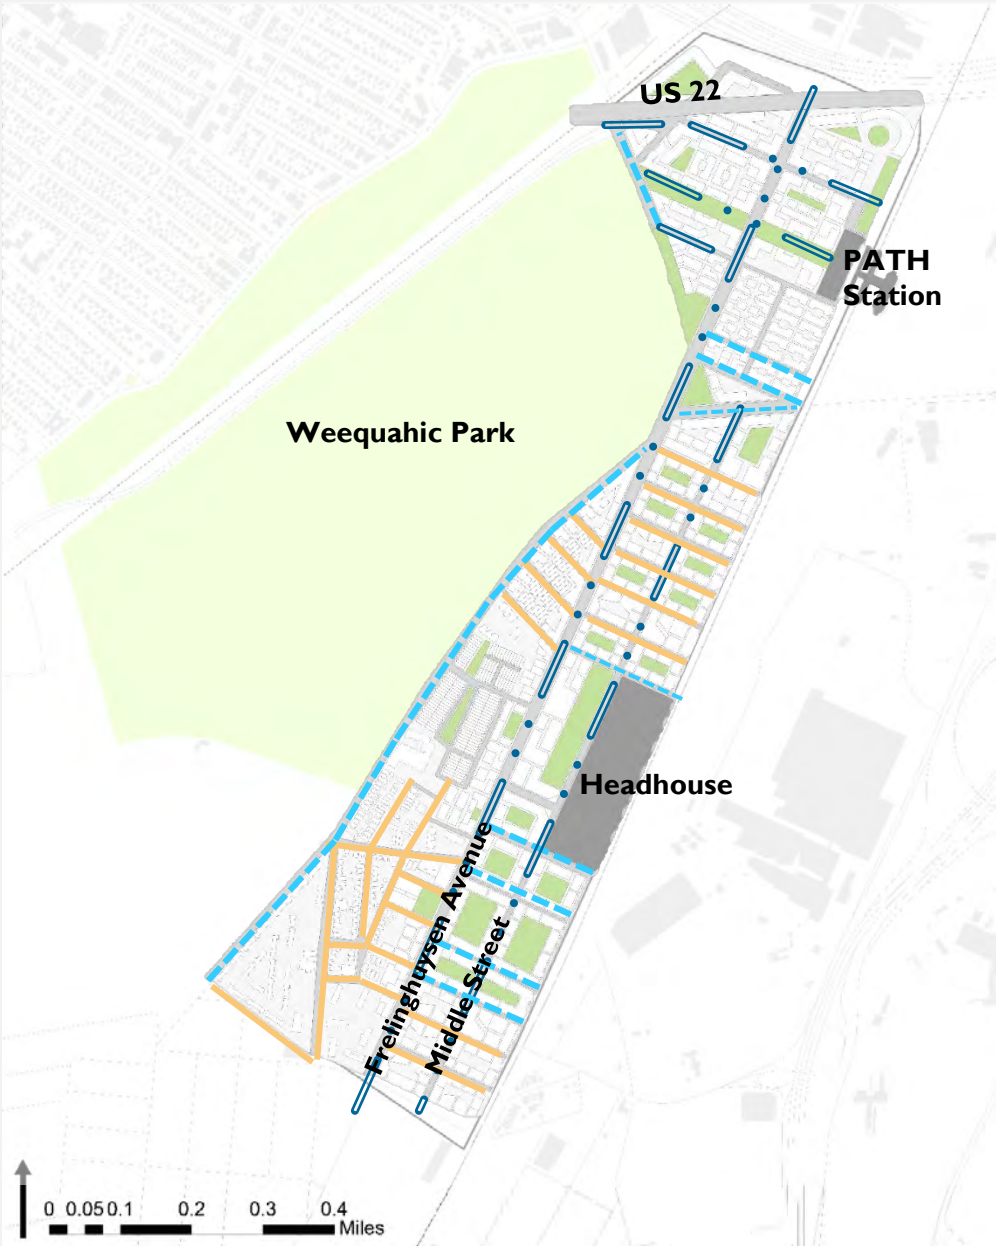 US 22
PATH
Station
Weequahic Park
Headhouse
Frelinghuysen Avenue
Middle Street
0 0.05 0.1 0.2 0.3 0.4
Miles